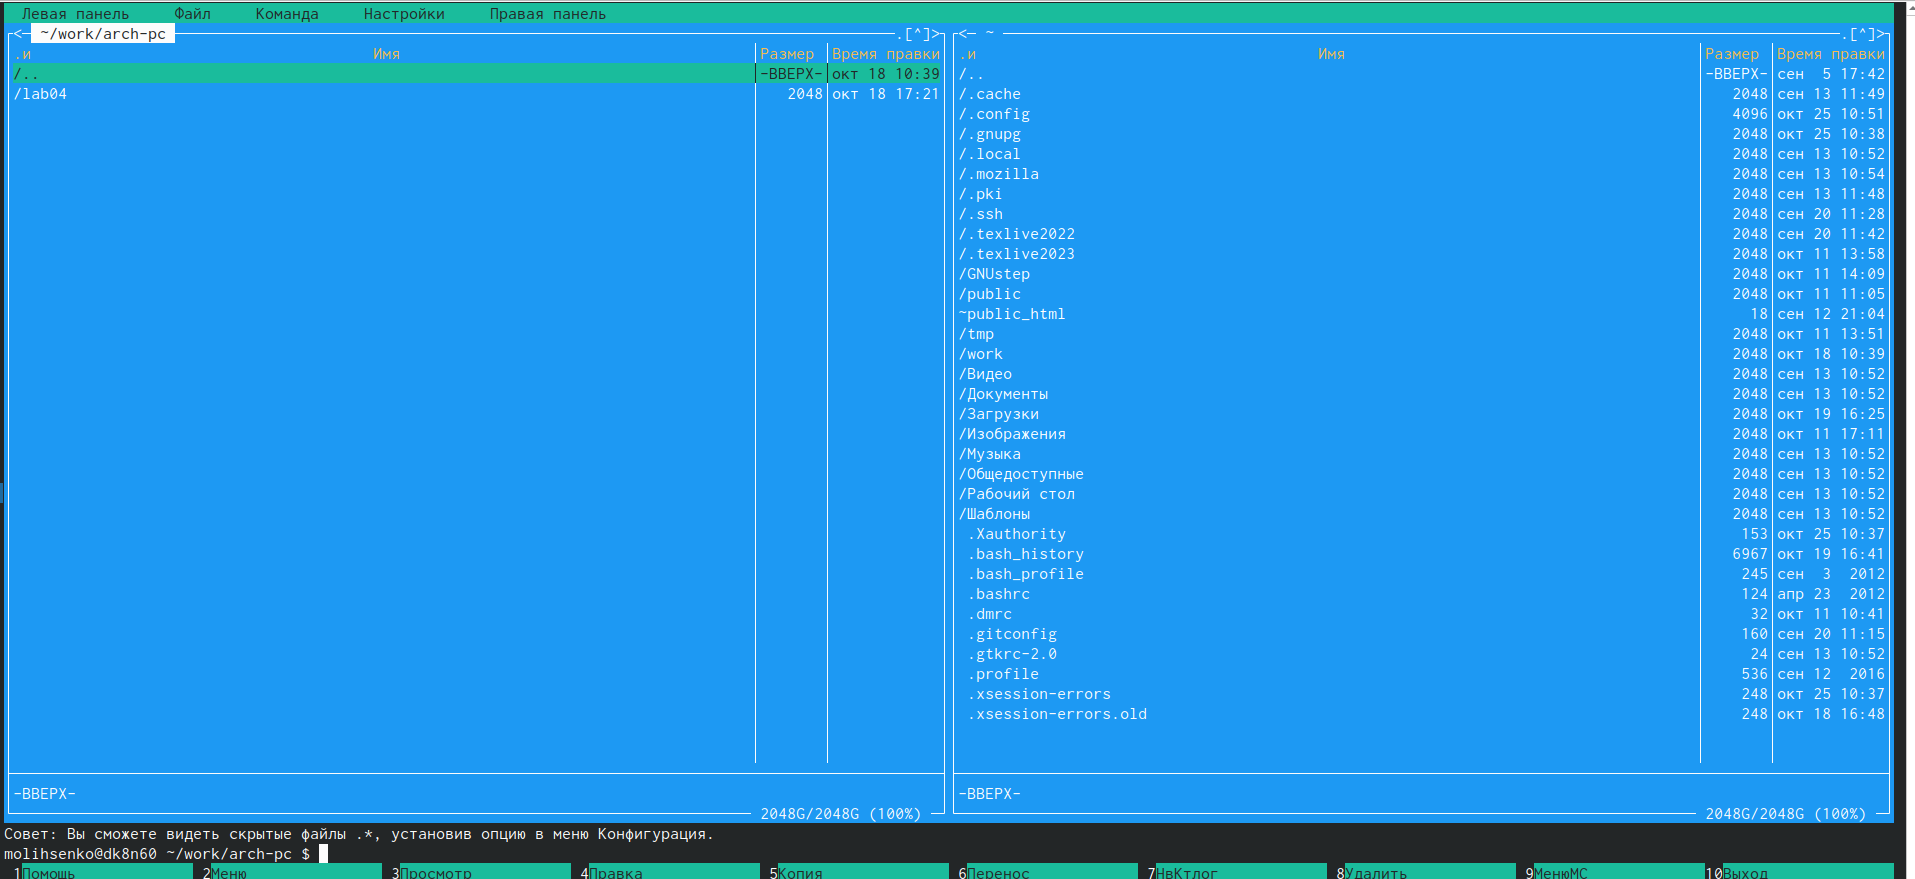 Левая панель Файл Команда Настройки Правая панель
<─ ~/work/arch-pc .[^]>
.и Имя Размер Время правки
/.. -ВВЕРХ- окт 18 10:39
/lab04 2048 окт 18 17:21
-ВВЕРХ-
2048G/2048G (100%)
<─ ~ .[^]>
.и Имя Размер Время правки
/.. -ВВЕРХ- сен 5 17:42
/.cache 2048 сен 13 11:49
/.config 4096 окт 25 10:51
/.gnupg 2048 окт 25 10:38
/.local 2048 сен 13 10:52
/.mozilla 2048 сен 13 10:54
/.pki 2048 сен 13 11:48
/.ssh 2048 сен 20 11:28
/.texlive2022 2048 сен 20 11:42
/.texlive2023 2048 окт 11 13:58
/GNUstep 2048 окт 11 14:09
/public 2048 окт 11 11:05
~public_html 18 сен 12 21:04
/tmp 2048 окт 11 13:51
/work 2048 окт 18 10:39
/Видео 2048 сен 13 10:52
/Документы 2048 сен 13 10:52
/Загрузки 2048 окт 19 16:25
/Изображения 2048 окт 11 17:11
/Музыка 2048 сен 13 10:52
/Общедоступные 2048 сен 13 10:52
/Рабочий стол 2048 сен 13 10:52
/Шаблоны 2048 сен 13 10:52
.Xauthority 153 окт 25 10:37
.bash_history 6967 окт 19 16:41
.bash_profile 245 сен 3 2012
.bashrc 124 апр 23 2012
.dmrc 32 окт 11 10:41
.gitconfig 160 сен 20 11:15
.gtkrc-2.0 24 сен 13 10:52
.profile 536 сен 12 2016
.xsession-errors 248 окт 25 10:37
.xsession-errors.old 248 окт 18 16:48
-ВВЕРХ-
2048G/2048G (100%)
Совет: Вы сможете видеть скрытые файлы .*, установив опцию в меню Конфигурация.
molihsenko@dk8n60 ~/work/arch-pc $
1Помощь 2Меню 3Просмотр 4Правка 5Копия 6Перенос 7НвКтлог 8Удалить 9МенюМС 10Выход